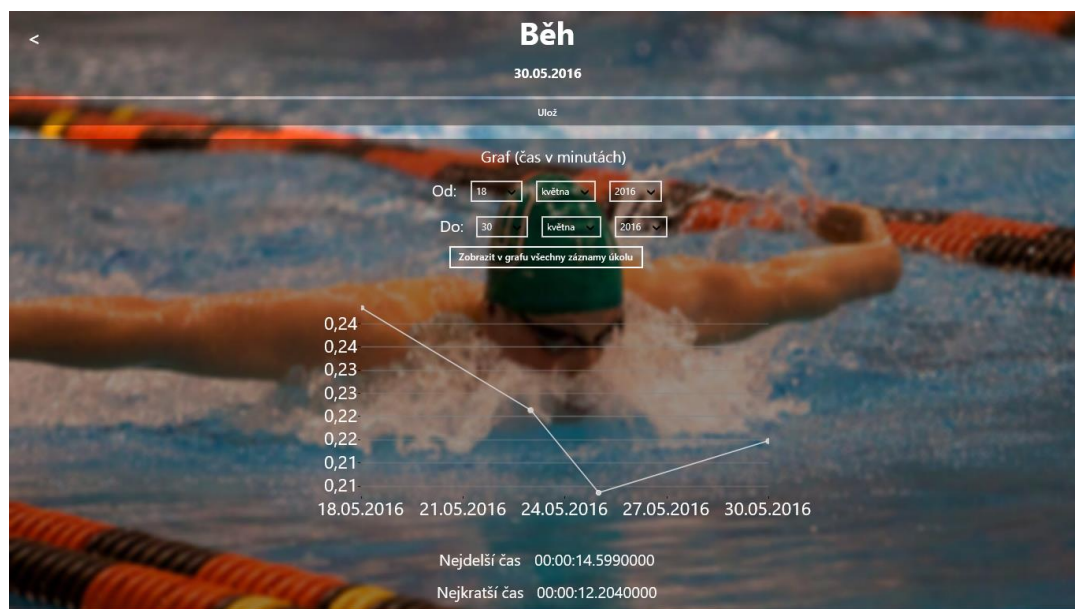 <
Běh
30.05.2016
Ulož
Graf (čas v minutách)
Od: 18 května 2016
Do: 30 května 2016
Zobrazit v grafu všechny záznamy úkolu
0,24
0,24
0,23
0,23
0,22
0,22
0,21
0,21
18.05.2016 21.05.2016 24.05.2016 27.05.2016 30.05.2016
Nejdelší čas 00:00:14.5990000
Nejkratší čas 00:00:12.2040000